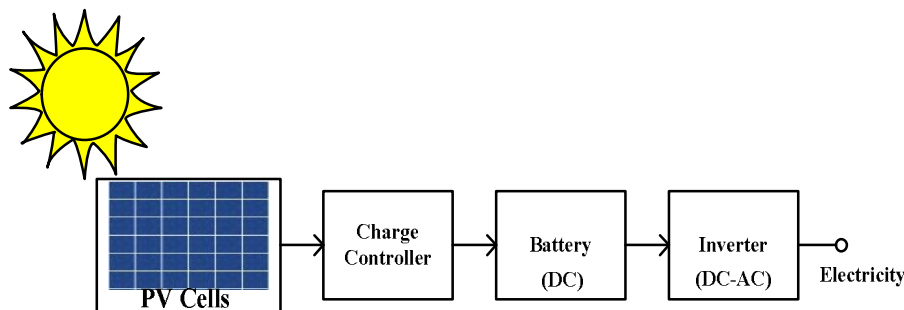 PV Cells
Charge
Controller
Battery
(DC)
Inverter
(DC-AC)
Electricity